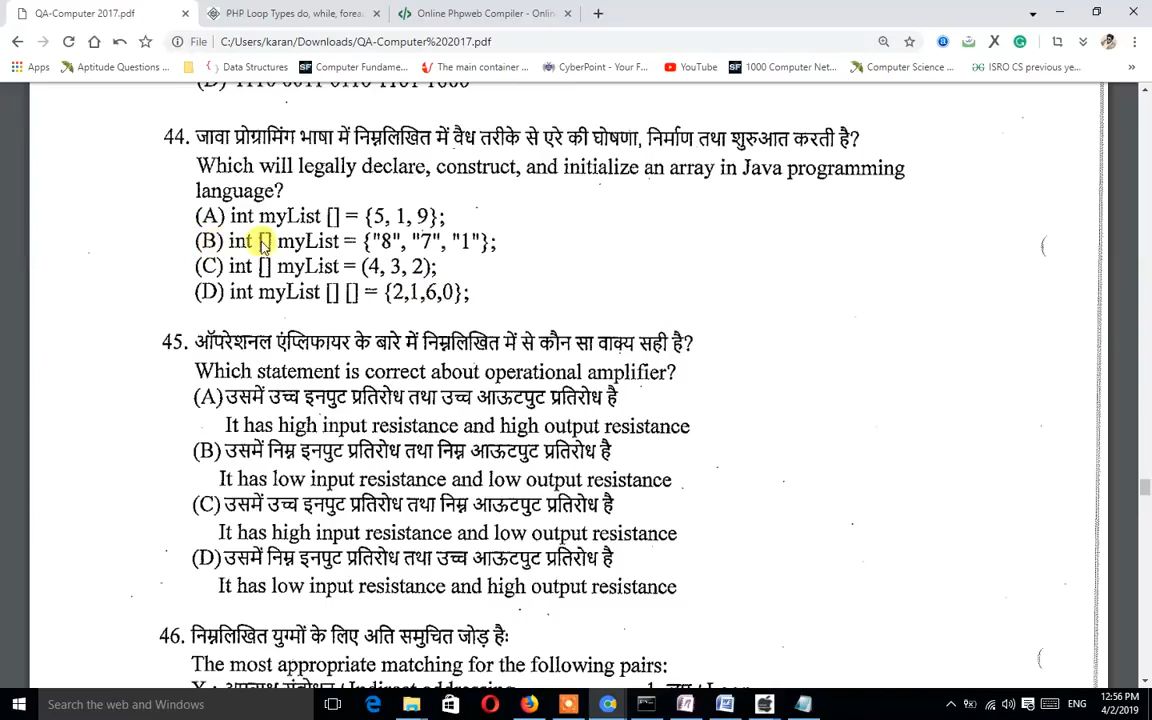 QA-Computer 2017.pdf
PHP Loop Types do, while, forea
Online Phpweb Compiler - Onlin
File
C:/Users/karan/Downloads/QA-Computer%202017.pdf
Apps
Aptitude Questions ...
Data Structures
Computer Fundame...
The main container ...
CyberPoint - Your F...
YouTube
1000 Computer Net...
Computer Science ...
ISRO CS previous ye...
(D) 1110 0011 0110 1101 1000
44. जावा प्रोग्रामिंग भाषा में निम्नलिखित में वैध तरीके से एरे की घोषणा, निर्माण तथा शुरुआत करती है?
Which will legally declare, construct, and initialize an array in Java programming
language?
(A) int myList [] = {5, 1, 9};
(B) int [] myList = {"8", "7", "1"};
(C) int [] myList = (4, 3, 2);
(D) int myList [] [] = {2,1,6,0};
45. ऑपरेशनल एंप्लिफायर के बारे में निम्नलिखित में से कौन सा वाक्य सही है?
Which statement is correct about operational amplifier?
(A) उसमें उच्च इनपुट प्रतिरोध तथा उच्च आऊटपुट प्रतिरोध है
It has high input resistance and high output resistance
(B) उसमें निम्न इनपुट प्रतिरोध तथा निम्न आऊटपुट प्रतिरोध है
It has low input resistance and low output resistance
(C) उसमें उच्च इनपुट प्रतिरोध तथा निम्न आऊटपुट प्रतिरोध है
It has high input resistance and low output resistance
(D) उसमें निम्न इनपुट प्रतिरोध तथा उच्च आऊटपुट प्रतिरोध है
It has low input resistance and high output resistance
46. निम्नलिखित युग्मों के लिए अति समुचित जोड़ है:
The most appropriate matching for the following pairs:
Search the web and Windows
ENG
12:56 PM
4/2/2019